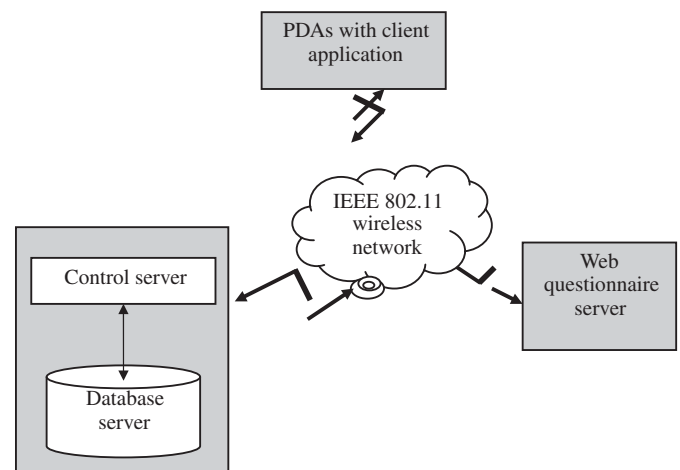 PDAs with client
application
IEEE 802.11
wireless
network
Control server
Database
server
Web
questionnaire
server